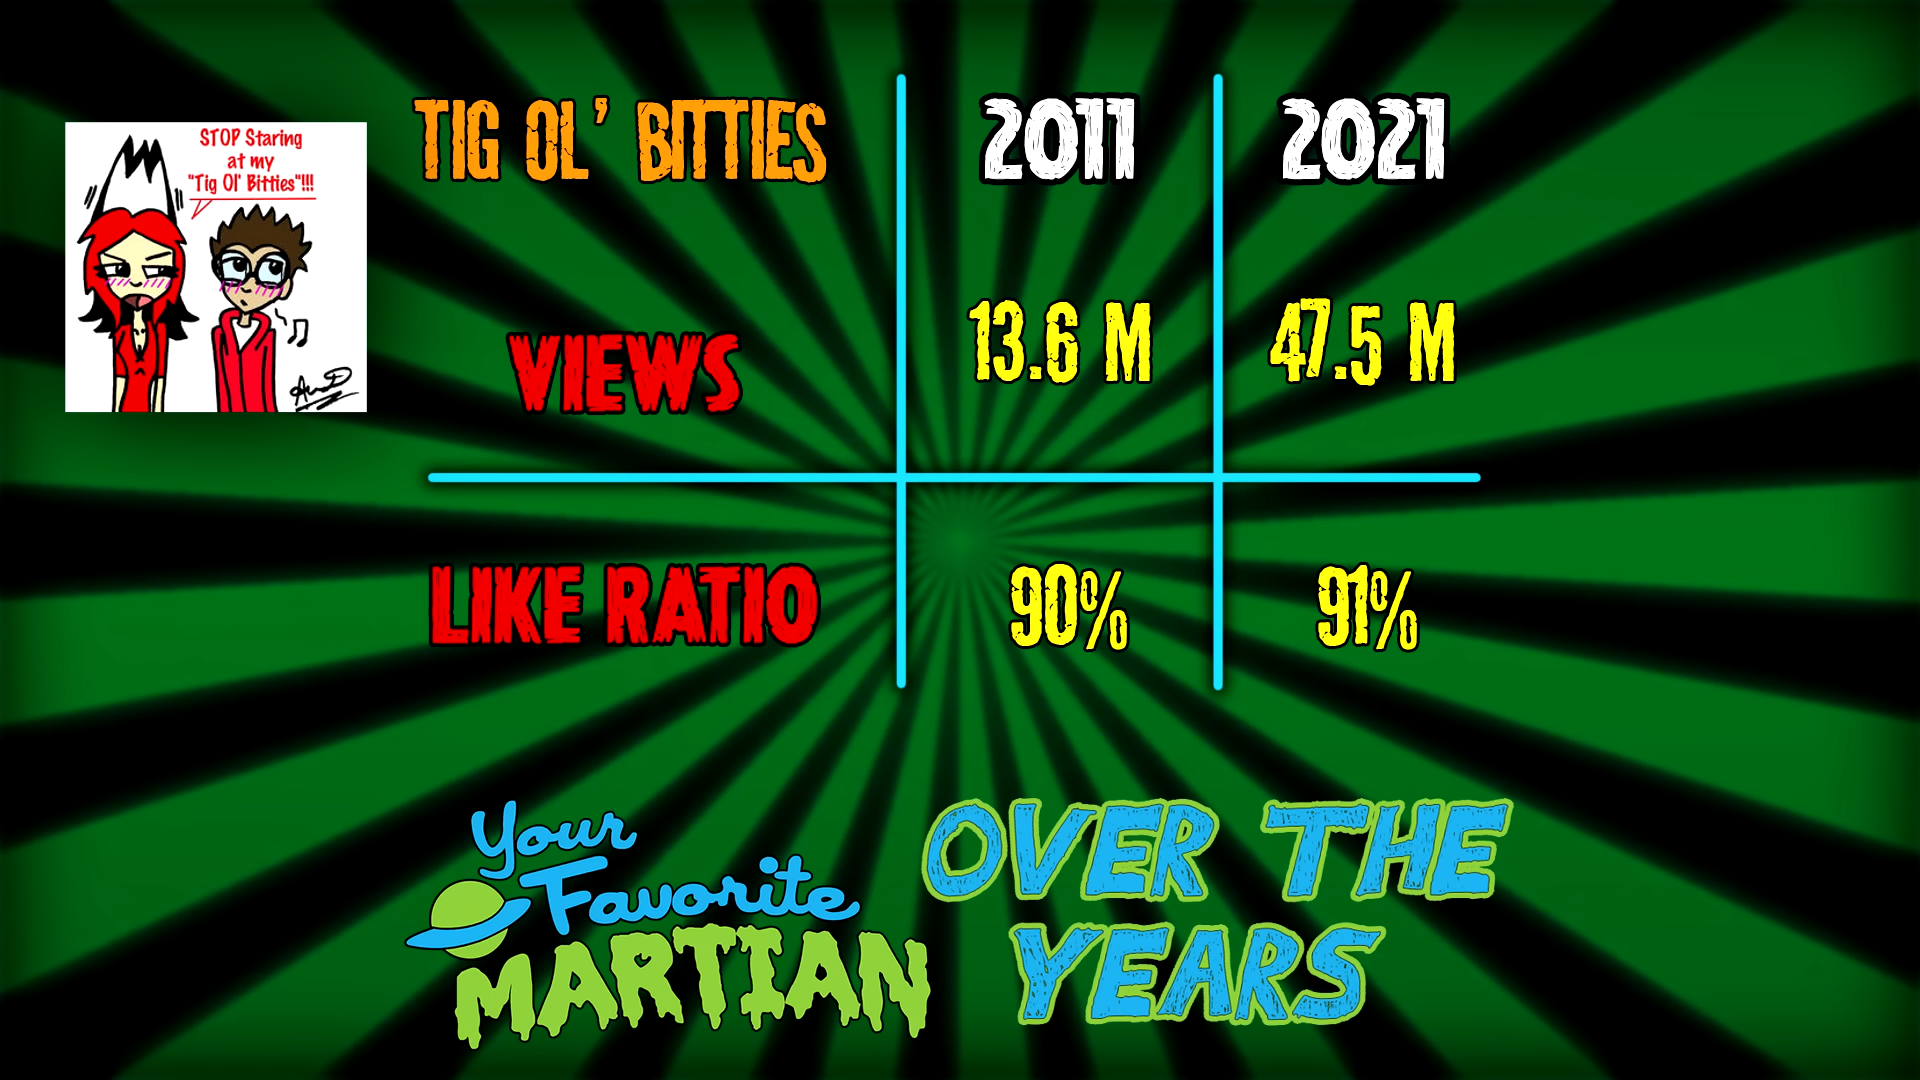 STOP Staring
at my
"Tig Ol' Bitties"!!!
TIG OL' BITTIES 2011 2021
VIEWS 13.6 M 47.5 M
LIKE RATIO 90% 91%
Your
Favorite
MARTIAN
OVER THE
YEARS